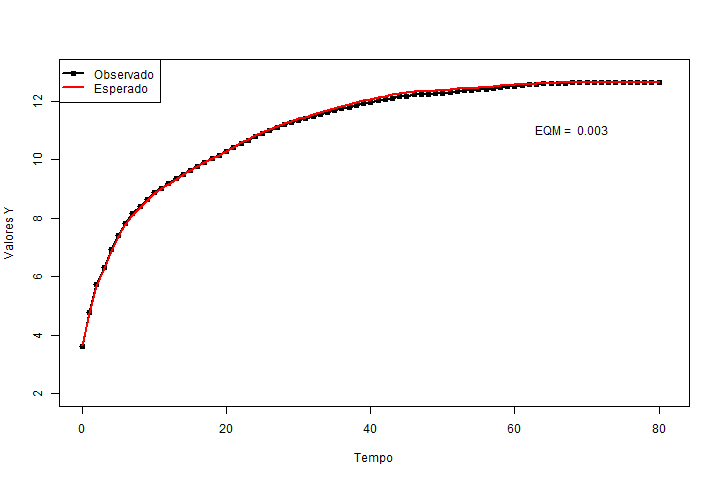 Observado
Esperado
EQM = 0.003
Valores Y
12
10
8
6
4
2
0
20
40
60
80
Tempo